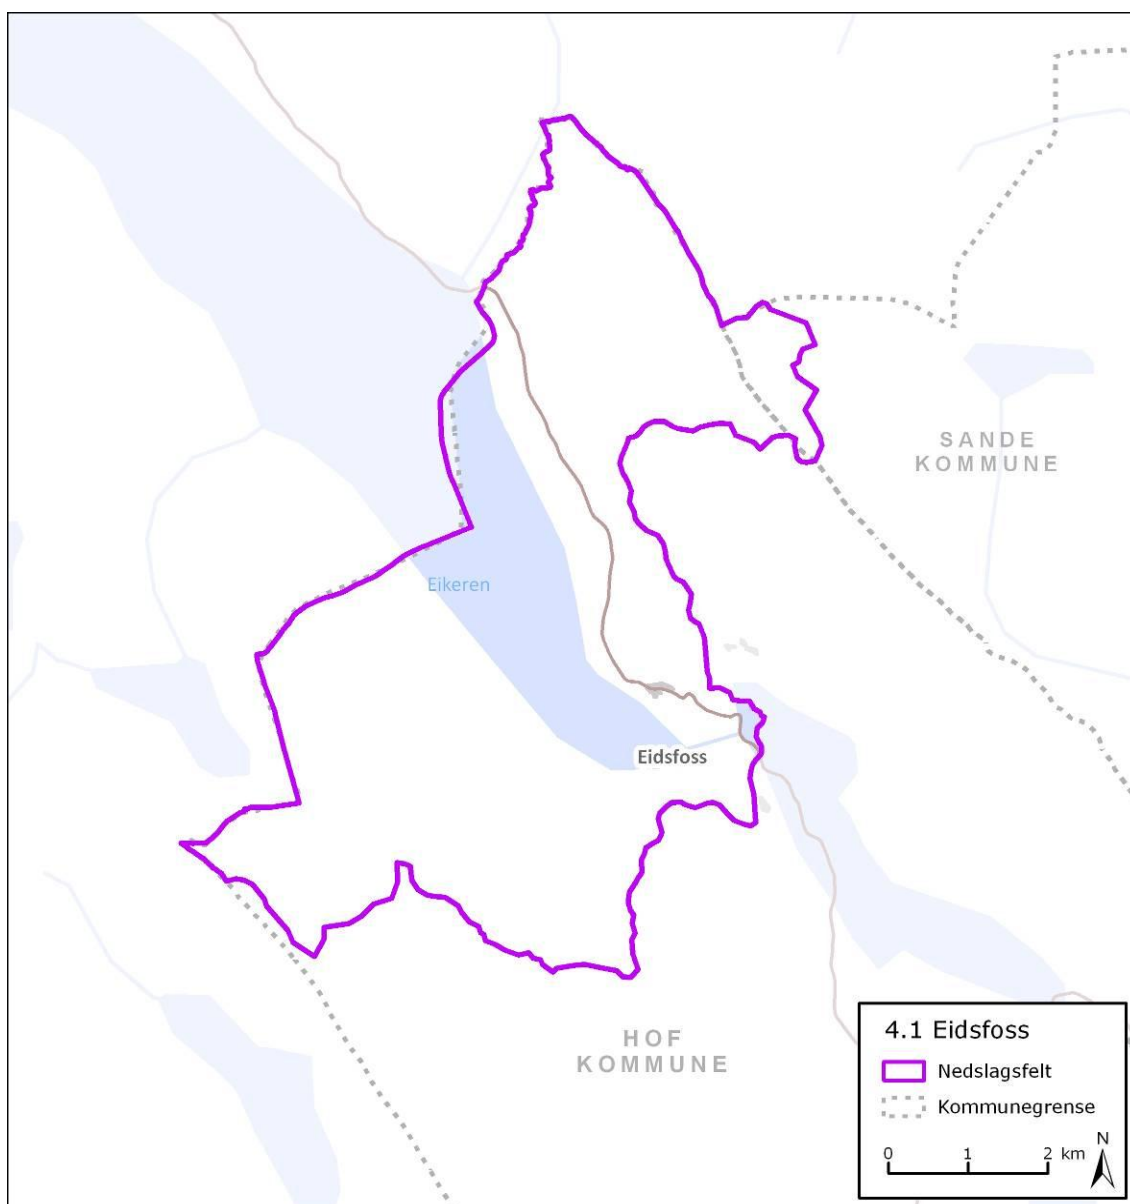 SANDE
KOMMUNE
Eikeren
Eidsfoss
HOF
KOMMUNE
4.1 Eidsfoss
Nedslagsfelt
Kommunegrense
0 1 2 km
N